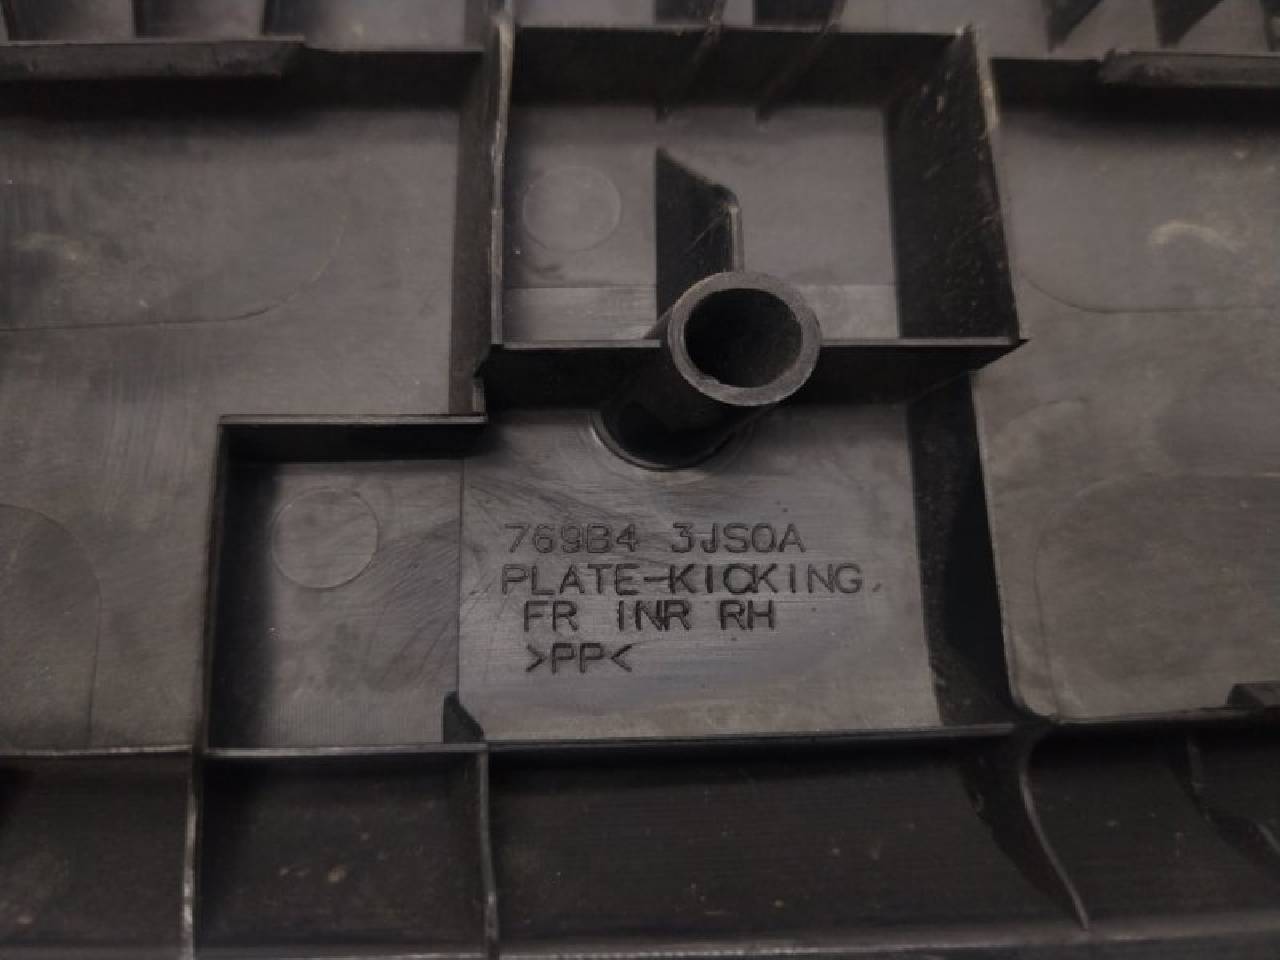 769B4 3JS0A
PLATE-KICKING
FR INR RH
>PP<